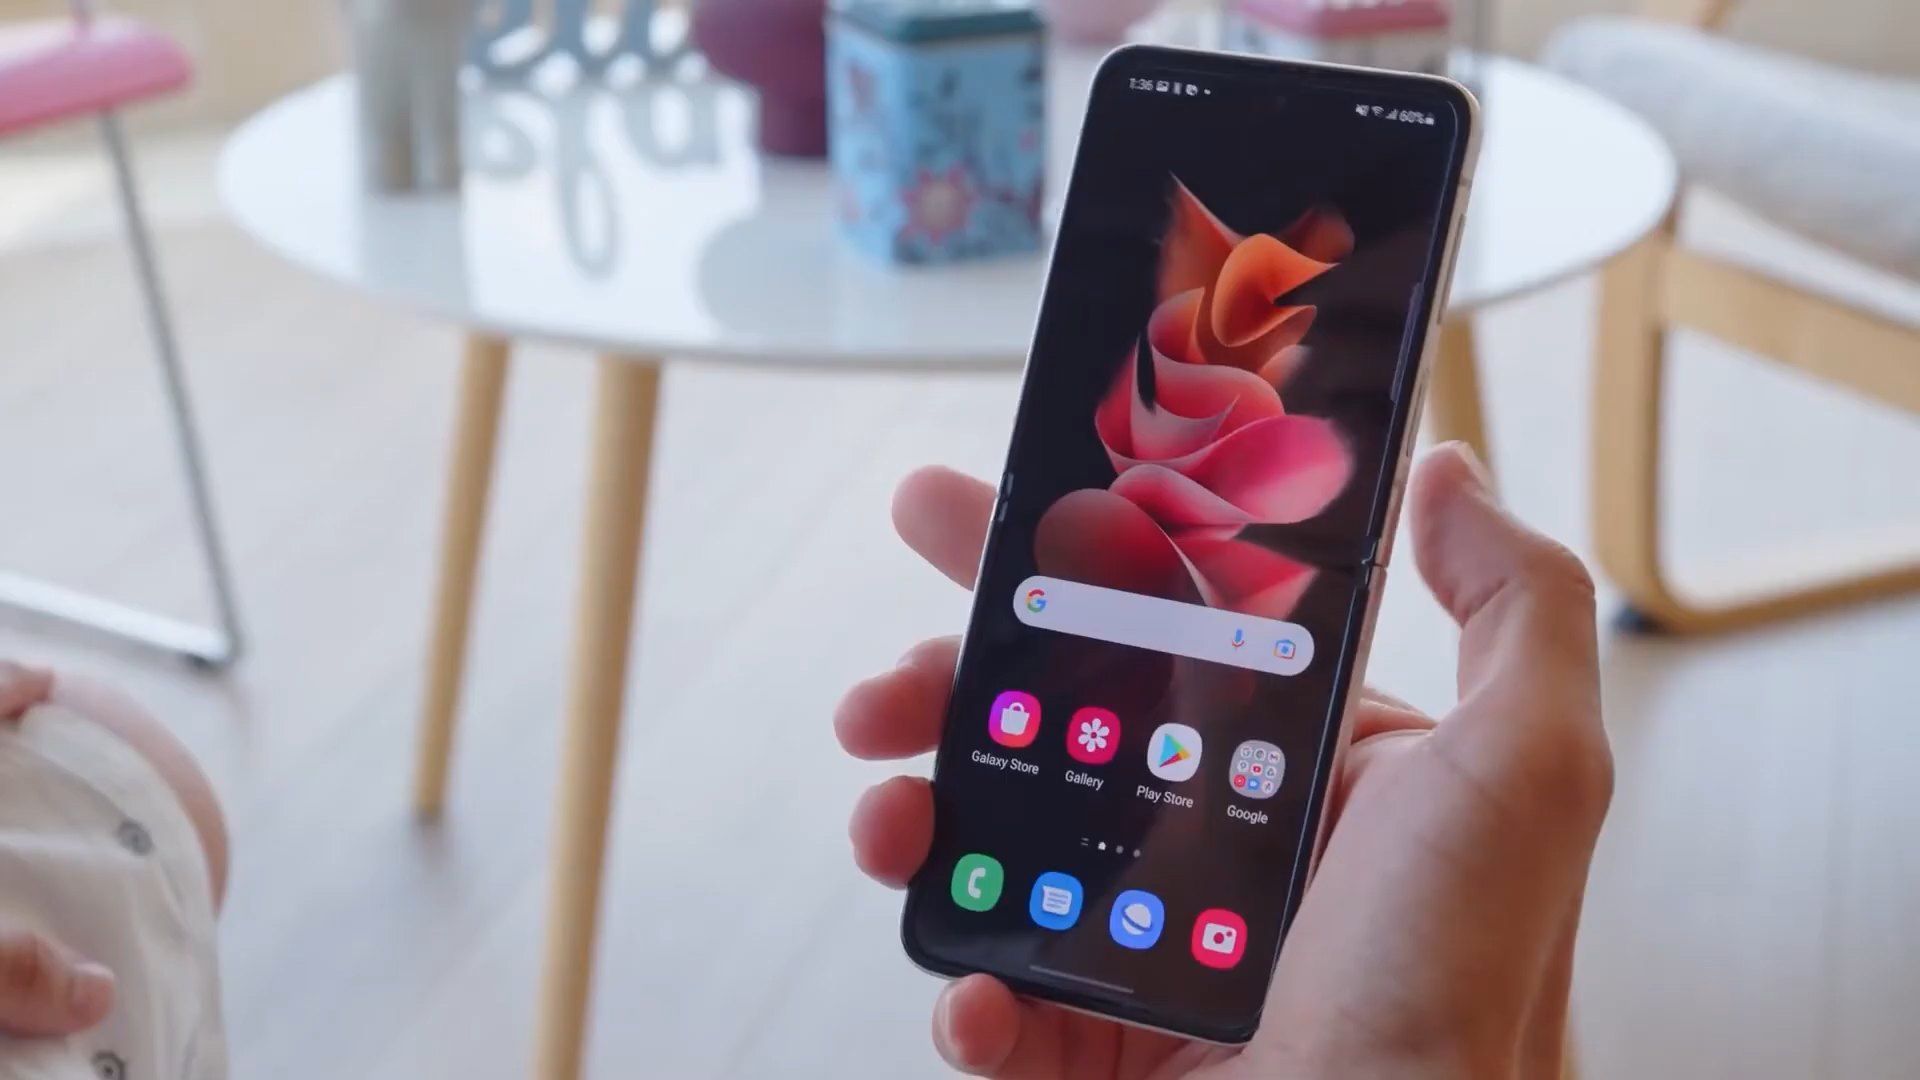 1:36
60%
G
Galaxy Store
Gallery
Play Store
Google